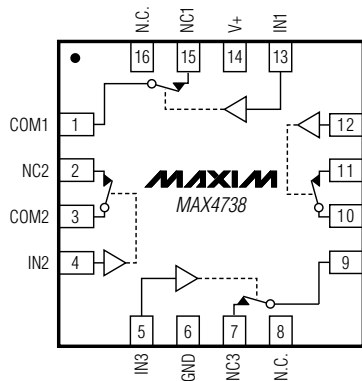 N.C. NC1 V+ IN1
16 15 14 13
COM1 1
12
NC2 2
11
MAXIM
MAX4738
COM2 3
10
IN2 4
9
5 6 7 8
IN3 GND NC3 N.C.